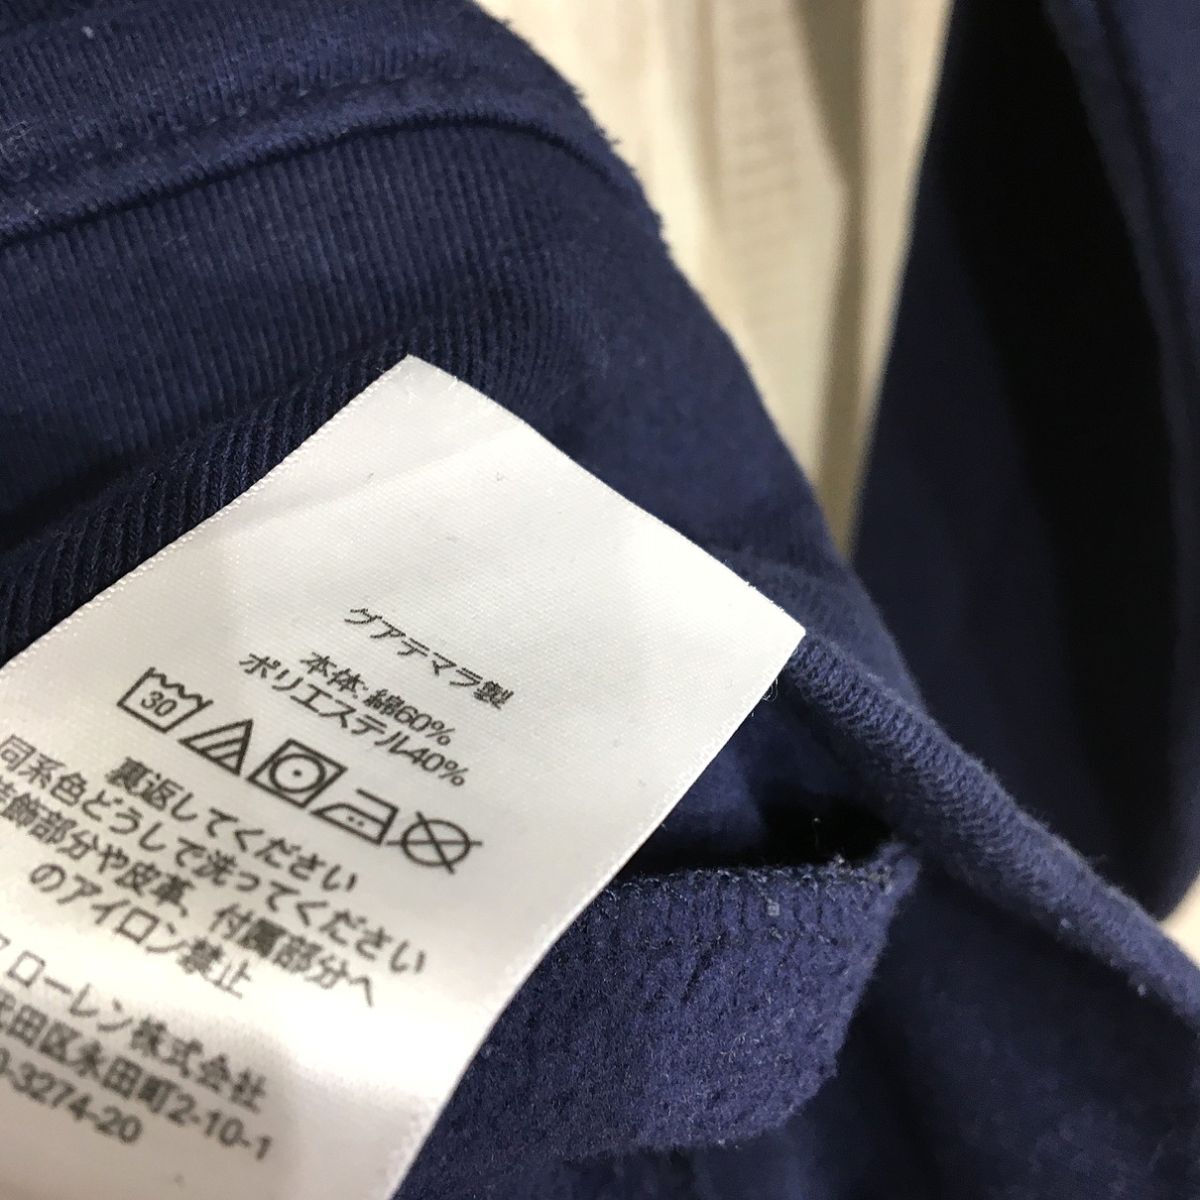 グアテマラ製
本体:綿60%
ポリエステル40%
30
裏返してください
同系色どうしで洗ってください
装飾部分や皮革、付属部分へ
のアイロン禁止
ローレン株式会社
代田区永田町2-10-1
0-3274-20